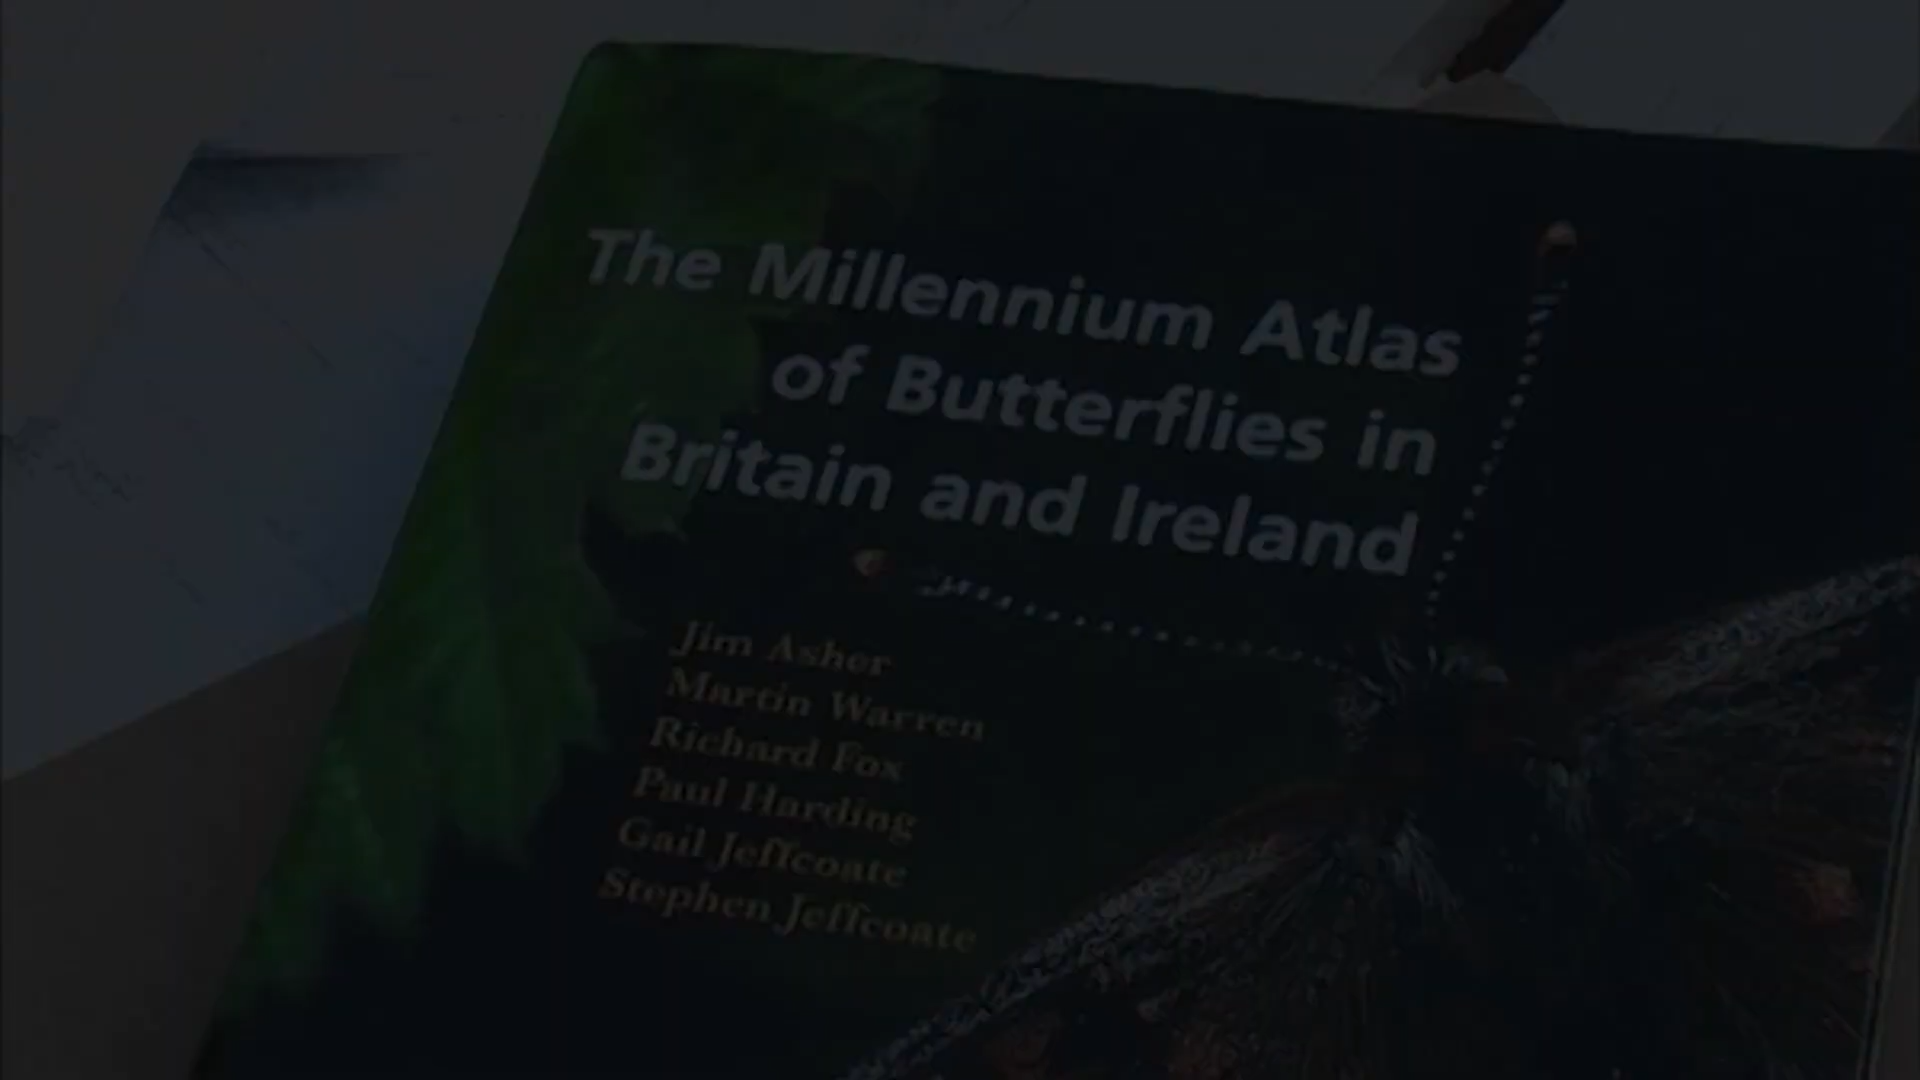 The Millennium Atlas
of Butterflies in
Britain and Ireland
Jim Asher
Martin Warren
Richard Fox
Paul Harding
Gail Jeffcoate
Stephen Jeffcoate